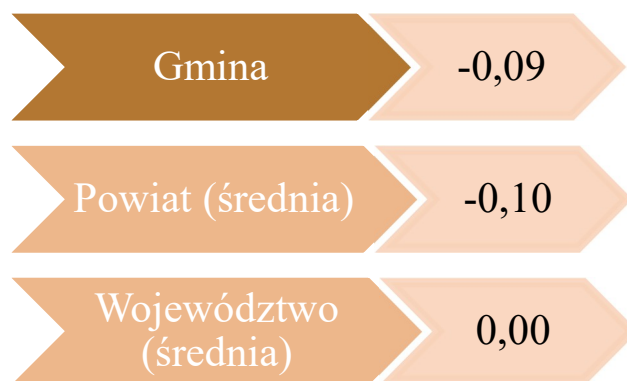 Gmina
-0,09
Powiat (średnia)
-0,10
Województwo
(średnia)
0,00